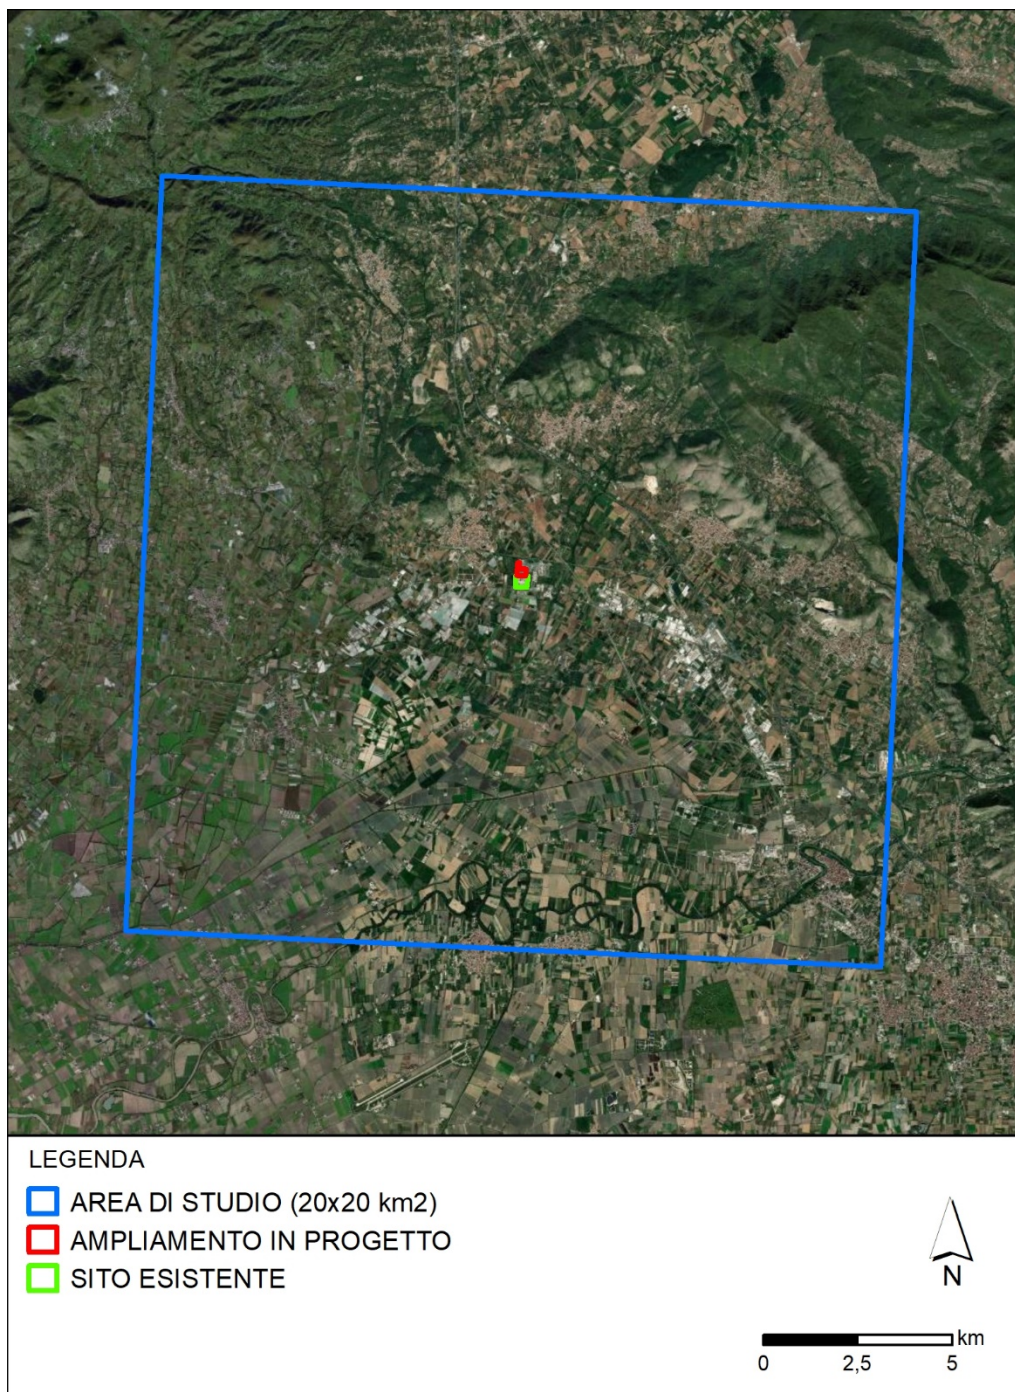 LEGENDA
AREA DI STUDIO (20x20 km2)
AMPLIAMENTO IN PROGETTO
SITO ESISTENTE
N
km
0 2,5 5